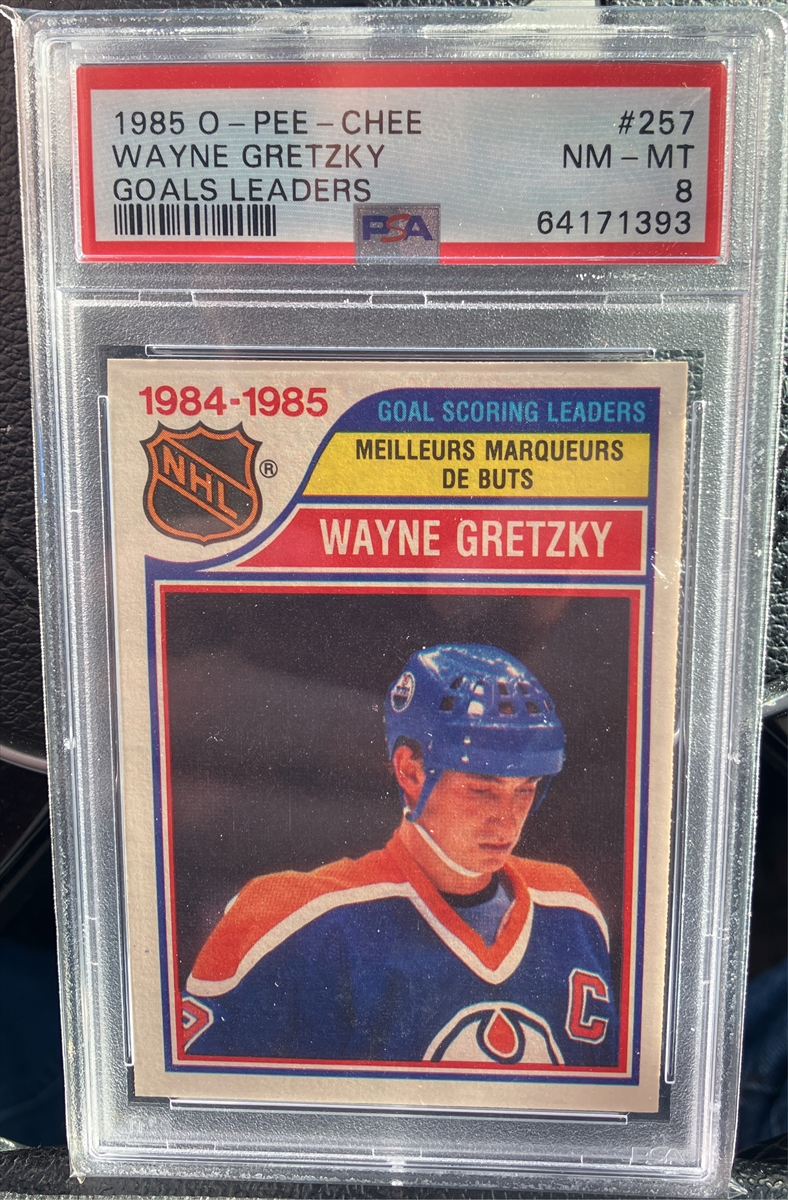 1985 O-PEE-CHEE #257
WAYNE GRETZKY NM-MT
GOALS LEADERS 8
PSA 64171393
1984-1985
GOAL SCORING LEADERS
NHL ®
MEILLEURS MARQUEURS
DE BUTS
WAYNE GRETZKY
C
PSA